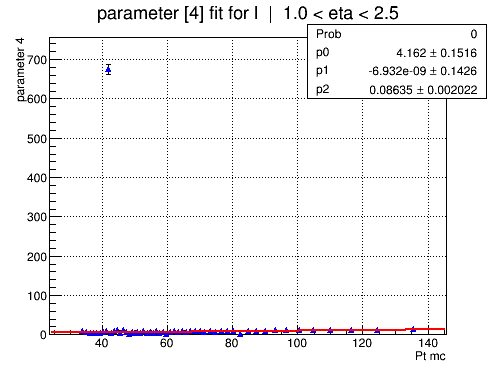 parameter [4] fit for l | 1.0 < eta < 2.5
Prob 0
p0 4.162 ± 0.1516
p1 -6.932e-09 ± 0.1426
p2 0.08635 ± 0.002022
parameter 4
700
600
500
400
300
200
100
0
40 60 80 100 120 140
Pt mc